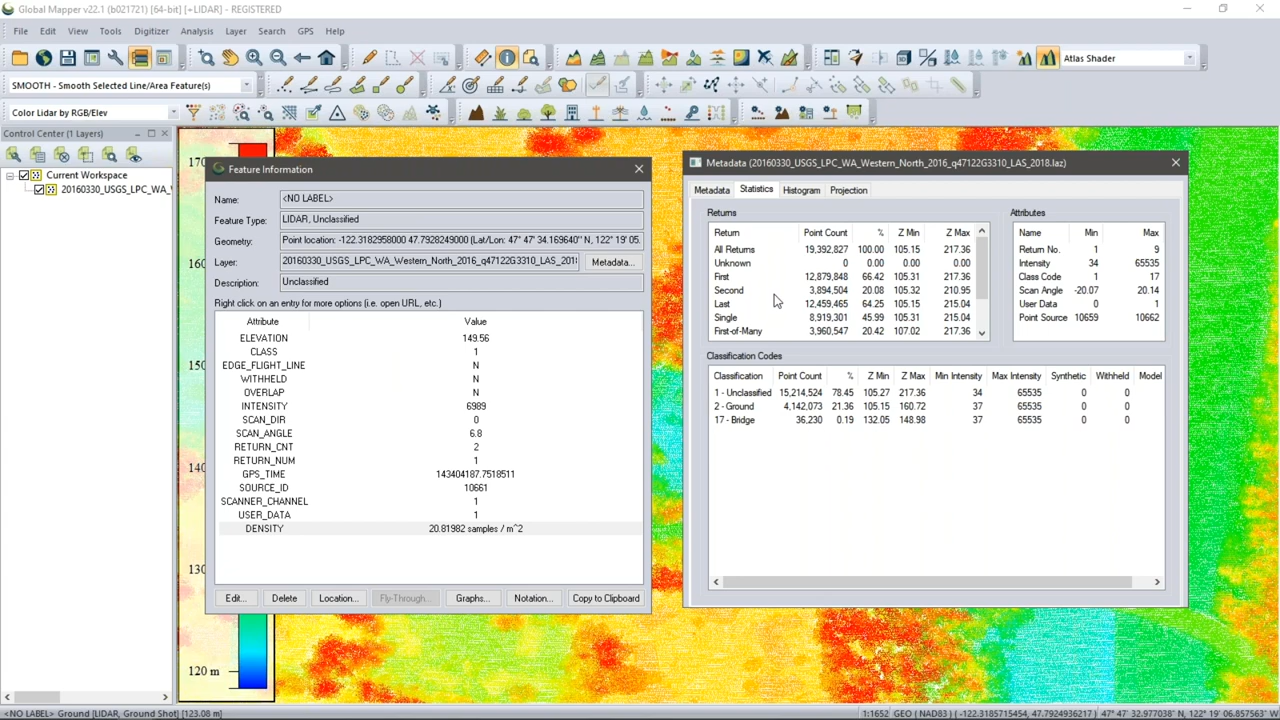 Global Mapper v22.1 (b021721) [64-bit] [+LIDAR] - REGISTERED
File Edit View Tools Digitizer Analysis Layer Search GPS Help
Atlas Shader
SMOOTH - Smooth Selected Line/Area Feature(s)
Color Lidar by RGB/Elev
Control Center (1 Layers)
Current Workspace
20160330_USGS_LPC_WA_
170
160
150
140
130
120 m
Feature Information
Name: <NO LABEL>
Feature Type: LIDAR, Unclassified
Geometry: Point location: -122.3182958000 47.7928249000 (Lat/Lon: 47° 47' 34.169640" N, 122° 19' 05.
Layer: 20160330_USGS_LPC_WA_Western_North_2016_q47122G3310_LAS_201 Metadata...
Description: Unclassified
Right click on an entry for more options (i.e. open URL, etc.)
Attribute Value
ELEVATION 149.56
CLASS 1
EDGE_FLIGHT_LINE N
WITHHELD N
OVERLAP N
INTENSITY 6989
SCAN_DIR 0
SCAN_ANGLE 6.8
RETURN_CNT 2
RETURN_NUM 1
GPS_TIME 143404187.7518511
SOURCE_ID 10661
SCANNER_CHANNEL 1
USER_DATA 1
DENSITY 20.81982 samples / m^2
Edit... Delete Location... Fly-Through... Graphs... Notation... Copy to Clipboard
Metadata (20160330_USGS_LPC_WA_Western_North_2016_q47122G3310_LAS_2018.laz)
Metadata Statistics Histogram Projection
Returns
Return Point Count % Z Min Z Max
All Returns 19,392,827 100.00 105.15 217.36
Unknown 0 0.00 0.00 0.00
First 12,879,848 66.42 105.31 217.36
Second 3,894,504 20.08 105.32 210.95
Last 12,459,465 64.25 105.15 215.04
Single 8,919,301 45.99 105.31 215.04
First-of-Many 3,960,547 20.42 107.02 217.36
Attributes
Name Min Max
Return No. 1 9
Intensity 34 65535
Class Code 1 17
Scan Angle -20.07 20.14
User Data 0 1
Point Source 10659 10662
Classification Codes
Classification Point Count % Z Min Z Max Min Intensity Max Intensity Synthetic Withheld Model
1 - Unclassified 15,214,524 78.45 105.27 217.36 34 65535 0 0
2 - Ground 4,142,073 21.36 105.15 160.72 37 65535 0 0
17 - Bridge 36,230 0.19 132.05 148.98 37 65535 0 0
<NO LABEL> Ground [LIDAR, Ground Shot] [123.08 m] 1:1652 GEO (NAD83) ( -122.3185715454, 47.7924936217 ) 47° 47' 32.977038" N, 122° 19' 06.857563" W